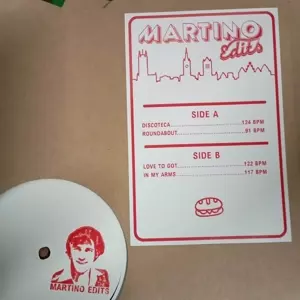 MARTINO
Edits
SIDE A
DISCOTECA 124 BPM
ROUNDABOUT 91 BPM
SIDE B
LOVE TO DOT 122 BPM
IN MY ARMS 117 BPM
MARTINO EDITS